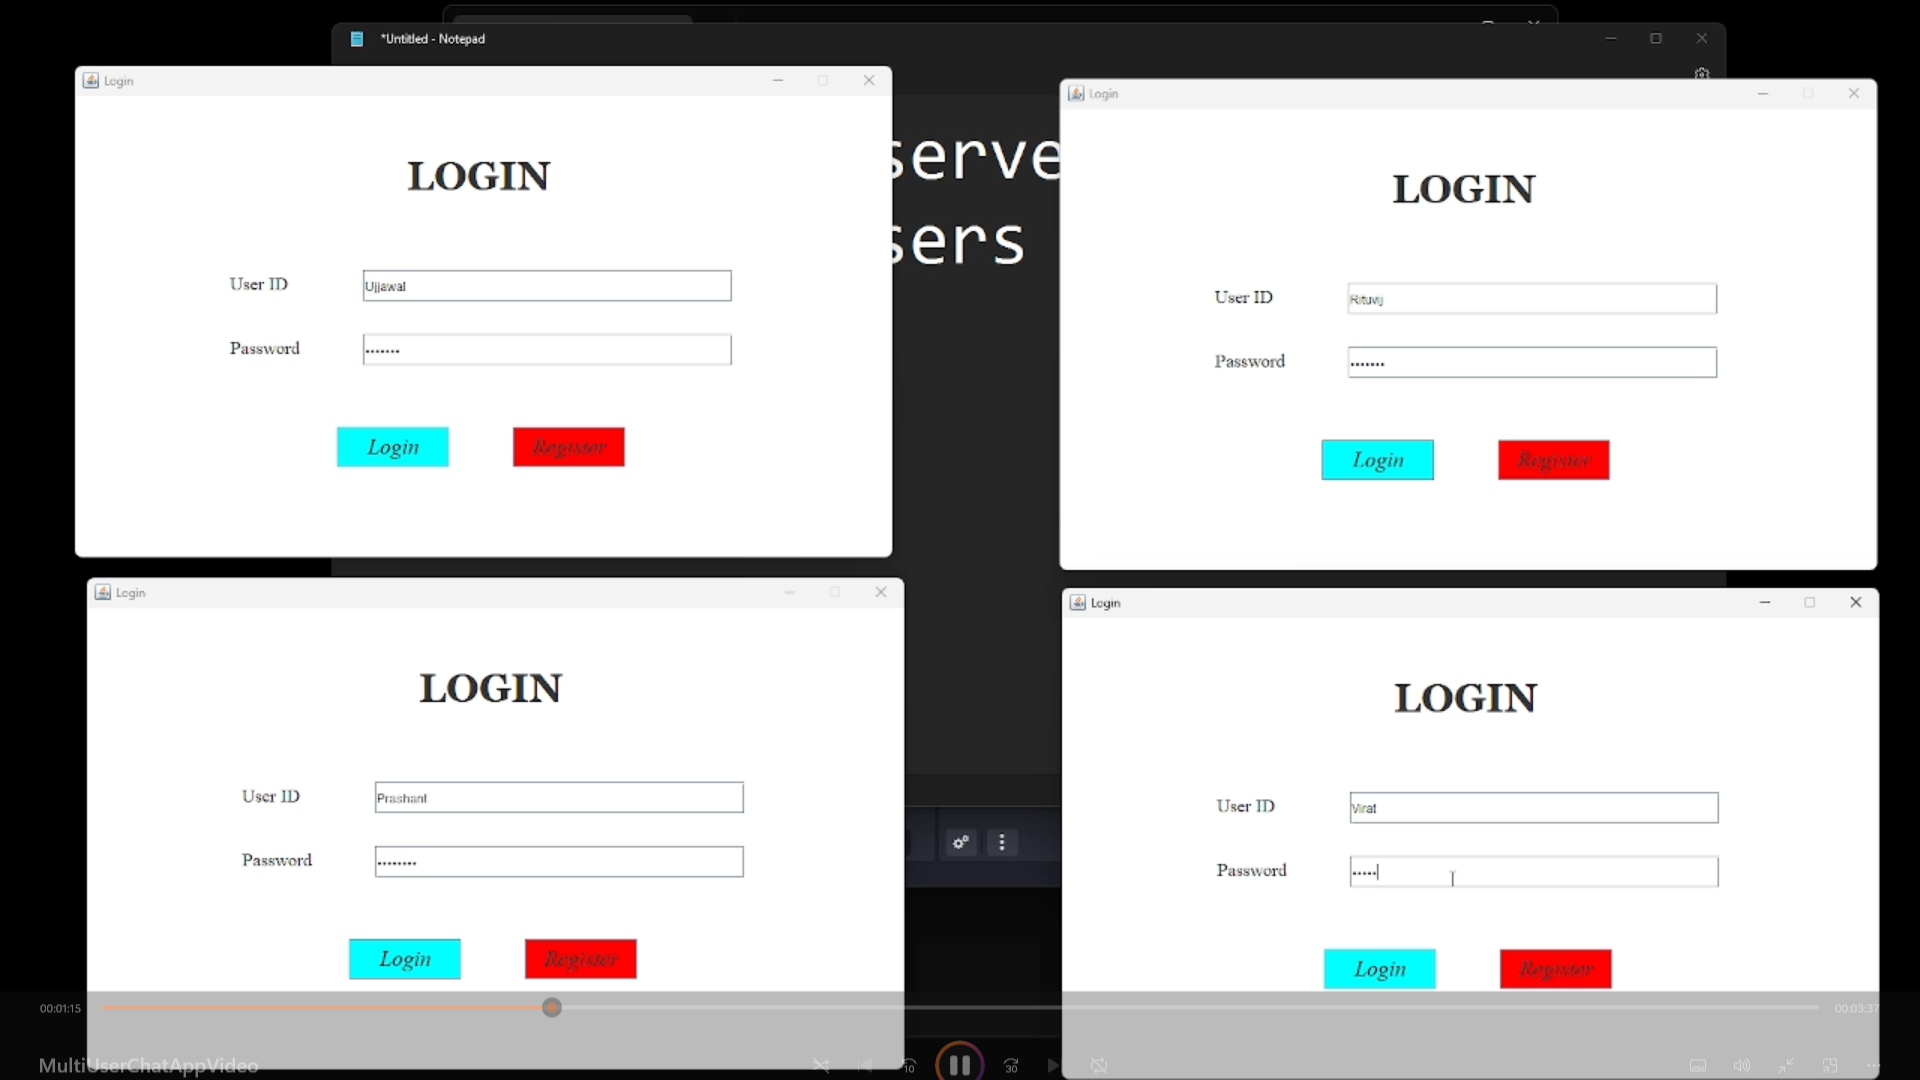 *Untitled - Notepad
Login
LOGIN
User ID
Ujjawal
Password
•••••••
Login
Register
serve
sers
Login
LOGIN
User ID
Rituvij
Password
•••••••
Login
Register
Login
LOGIN
User ID
Prashant
Password
••••••••
Login
Register
Login
LOGIN
User ID
Virat
Password
•••••
Login
Register
00:01:15
00:03:37
MultiUserChatAppVideo
10
30